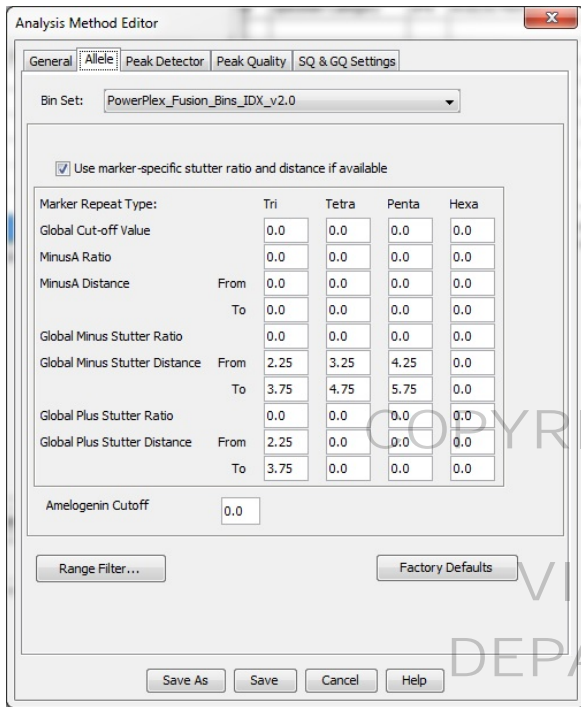 Analysis Method Editor
General Allele Peak Detector Peak Quality SQ & GQ Settings
Bin Set: PowerPlex_Fusion_Bins_IDX_v2.0
Use marker-specific stutter ratio and distance if available
Marker Repeat Type: Tri Tetra Penta Hexa
Global Cut-off Value 0.0 0.0 0.0 0.0
MinusA Ratio 0.0 0.0 0.0 0.0
MinusA Distance From 0.0 0.0 0.0 0.0
To 0.0 0.0 0.0 0.0
Global Minus Stutter Ratio 0.0 0.0 0.0 0.0
Global Minus Stutter Distance From 2.25 3.25 4.25 0.0
To 3.75 4.75 5.75 0.0
Global Plus Stutter Ratio 0.0 0.0 0.0 0.0
Global Plus Stutter Distance From 2.25 0.0 0.0 0.0
To 3.75 0.0 0.0 0.0
COPYRI
Amelogenin Cutoff 0.0
Range Filter... Factory Defaults
VI
DEPA
Save As Save Cancel Help